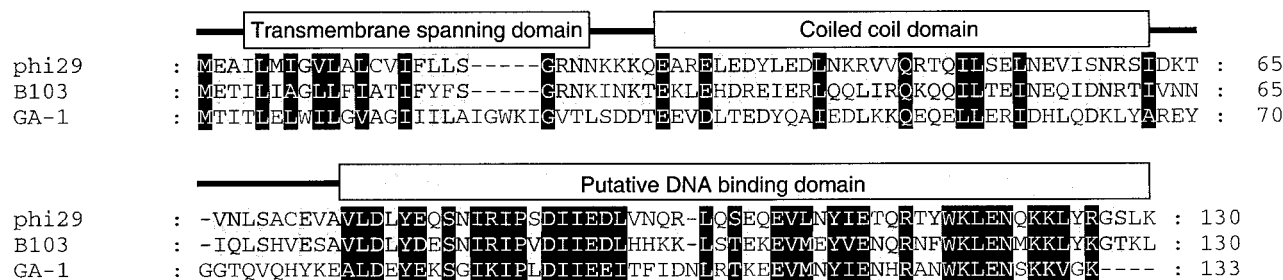 Transmembrane spanning domain Coiled coil domain
phi29 : MEAILMIGVLALCVIFLLS-----GRNNKKKQEARELEDYLEDLNKRVVQRTQILSELNEVISNRSIDKT : 65
B103 : METILIAGLLFIATIFYFS-----GRNKINKTEKLEHDREIERLQQLIRQKQQILTEINEQIDNRTIVNN : 65
GA-1 : MTITLELWILGVAGIIILAIGWKIGVTLSDDTEEVDLTEDYQAIEDLKKQEQELLERIDHLQDKLYAREY : 70
Putative DNA binding domain
phi29 : -VNLSACEVAVLDLYEQSNIRIPSDIIEDLVNQR-LQSEQEVLNYIETQRTYWKLENQKKLYRGSLK : 130
B103 : -IQLSHVESAVLDLYDESNIRIPVDIIEDLHHKK-LSTEKEVMEYVENQRNFWKLENMKKLYKGTKL : 130
GA-1 : GGTQVQHYKEALDEYEKSGIKIPLDIIEEITFIDNLRTKEEVMNYIENHRANWKLENSKKVGK---- : 133